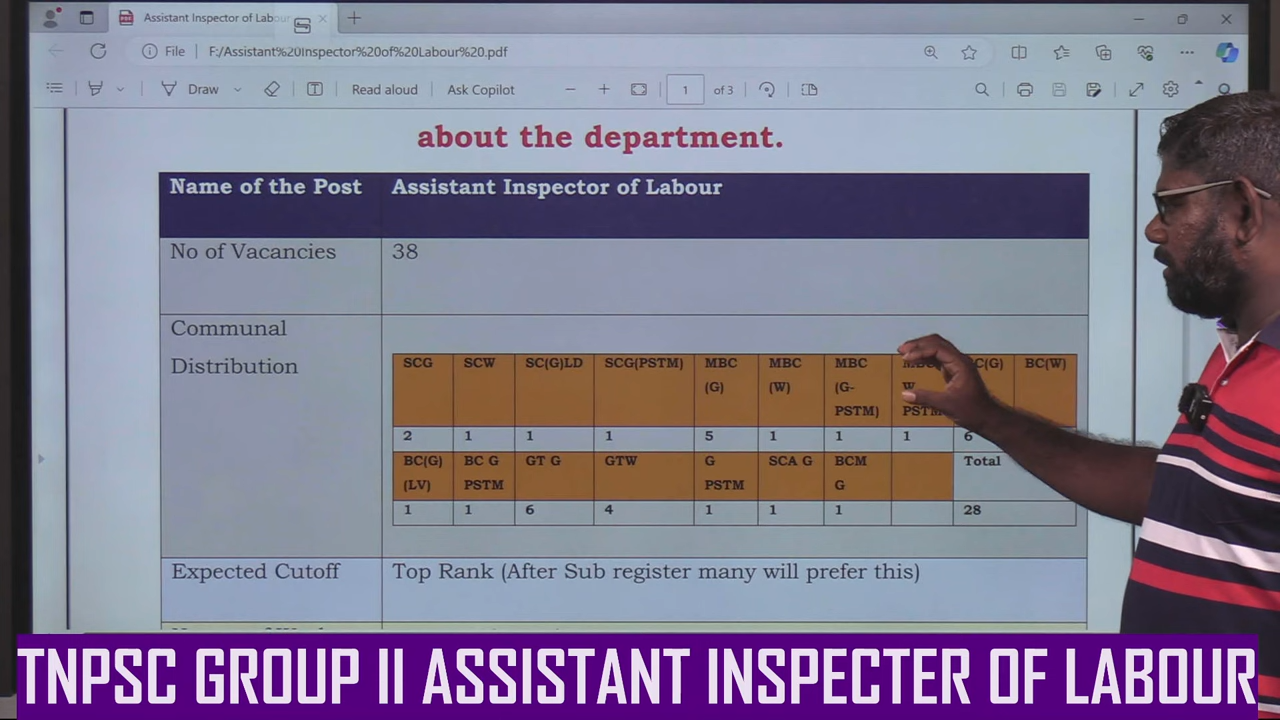 Assistant Inspector of Labour
File F:/Assistant%20Inspector%20of%20Labour%20.pdf
Draw Read aloud Ask Copilot 1 of 3
about the department.
Name of the Post Assistant Inspector of Labour
No of Vacancies 38
Communal
Distribution
SCG SCW SC(G)LD SCG(PSTM) MBC (G) MBC (W) MBC (G- PSTM) W PSTM BC(W)
2 1 1 1 5 1 1 1 6
BC(G) (LV) BC G PSTM GT G GTW G PSTM SCA G BCM G Total
1 1 6 4 1 1 1 28
Expected Cutoff Top Rank (After Sub register many will prefer this)
TNPSC GROUP II ASSISTANT INSPECTER OF LABOUR